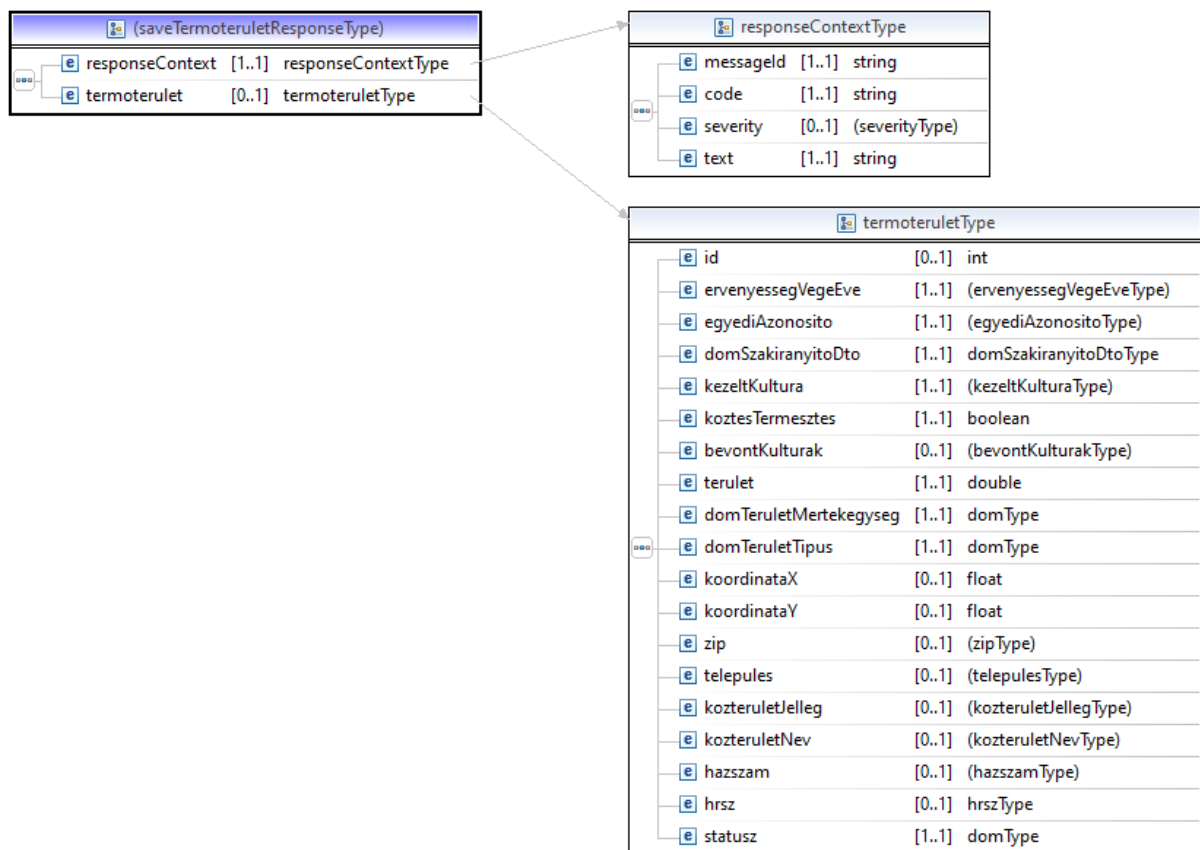 (saveTermoteruletResponseType)
e responseContext [1..1] responseContextType
e termoterulet [0..1] termoteruletType
responseContextType
e messageId [1..1] string
e code [1..1] string
e severity [0..1] (severityType)
e text [1..1] string
termoteruletType
e id [0..1] int
e ervenyessegVegeEve [1..1] (ervenyessegVegeEveType)
e egyediAzonosito [1..1] (egyediAzonositoType)
e domSzakiranyitoDto [1..1] domSzakiranyitoDtoType
e kezeltKultura [1..1] (kezeltKulturaType)
e koztesTermesztes [1..1] boolean
e bevontKulturak [0..1] (bevontKulturakType)
e terulet [1..1] double
e domTeruletMertekegyseg [1..1] domType
e domTeruletTipus [1..1] domType
e koordinataX [0..1] float
e koordinataY [0..1] float
e zip [0..1] (zipType)
e telepules [0..1] (telepulesType)
e kozteruletJelleg [0..1] (kozteruletJellegType)
e kozteruletNev [0..1] (kozteruletNevType)
e hazszam [0..1] (hazszamType)
e hrsz [0..1] hrszType
e statusz [1..1] domType